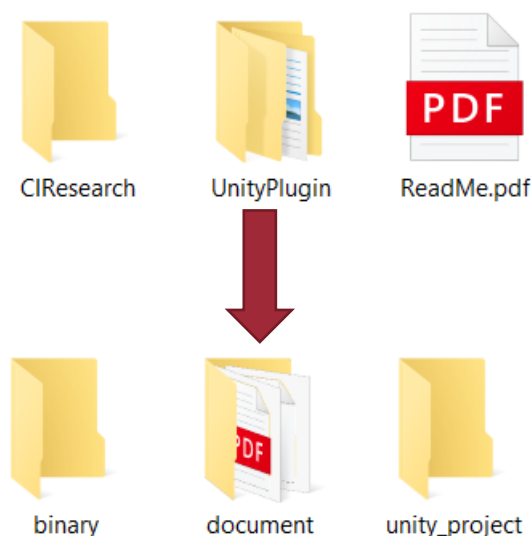 PDF
CIResearch
UnityPlugin
ReadMe.pdf
PDF
binary
document
unity_project